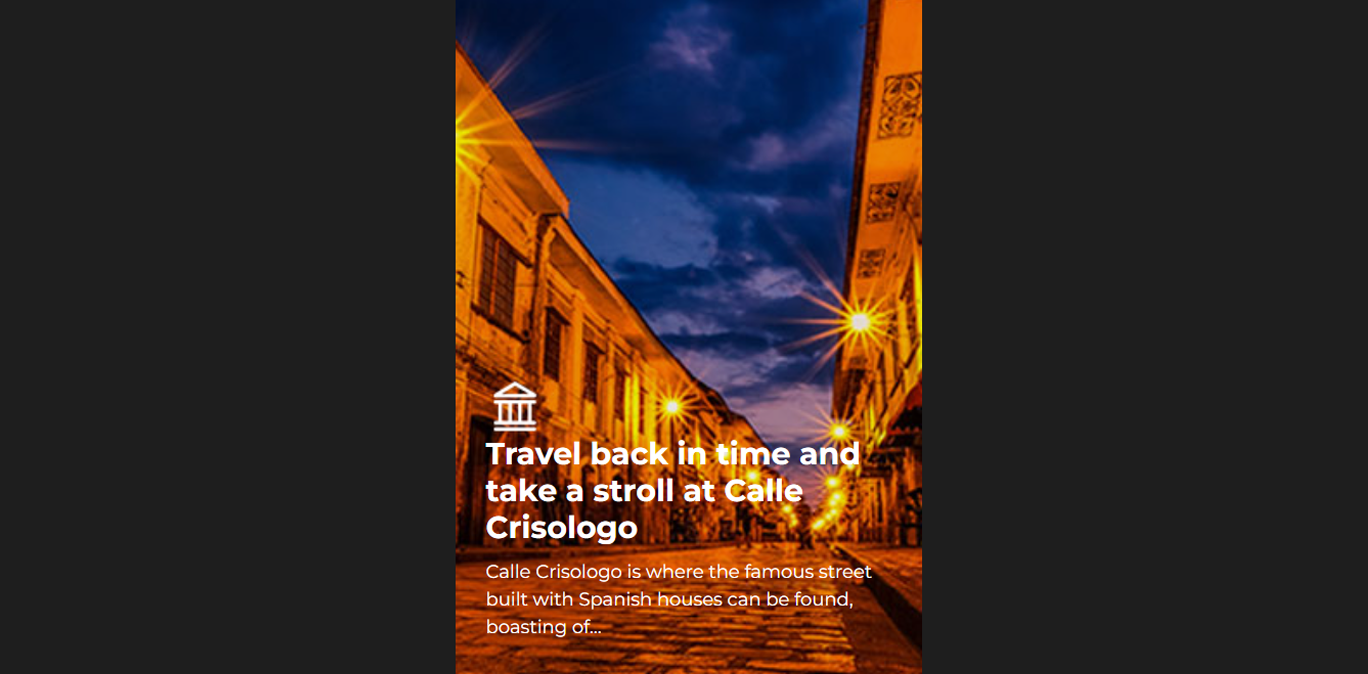 Travel back in time and
take a stroll at Calle
Crisologo
Calle Crisologo is where the famous street
built with Spanish houses can be found,
boasting of...